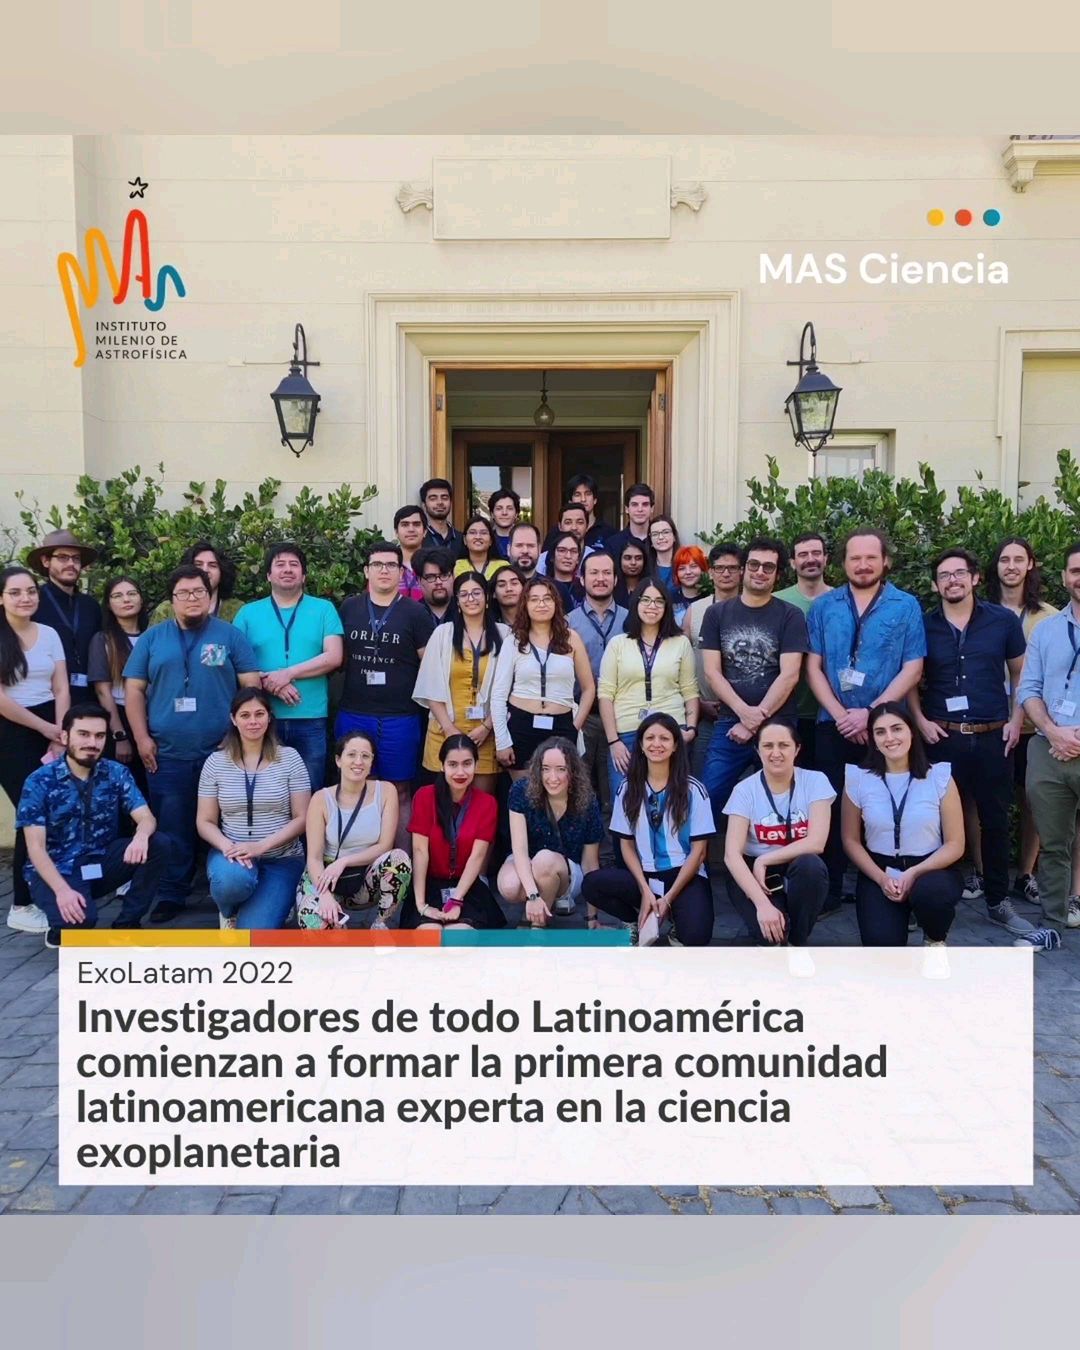 MAS
INSTITUTO
MILENIO DE
ASTROFÍSICA
MAS Ciencia
ORDER
SUBSTANCE
Levi's
ExoLatam 2022
Investigadores de todo Latinoamérica
comienzan a formar la primera comunidad
latinoamericana experta en la ciencia
exoplanetaria